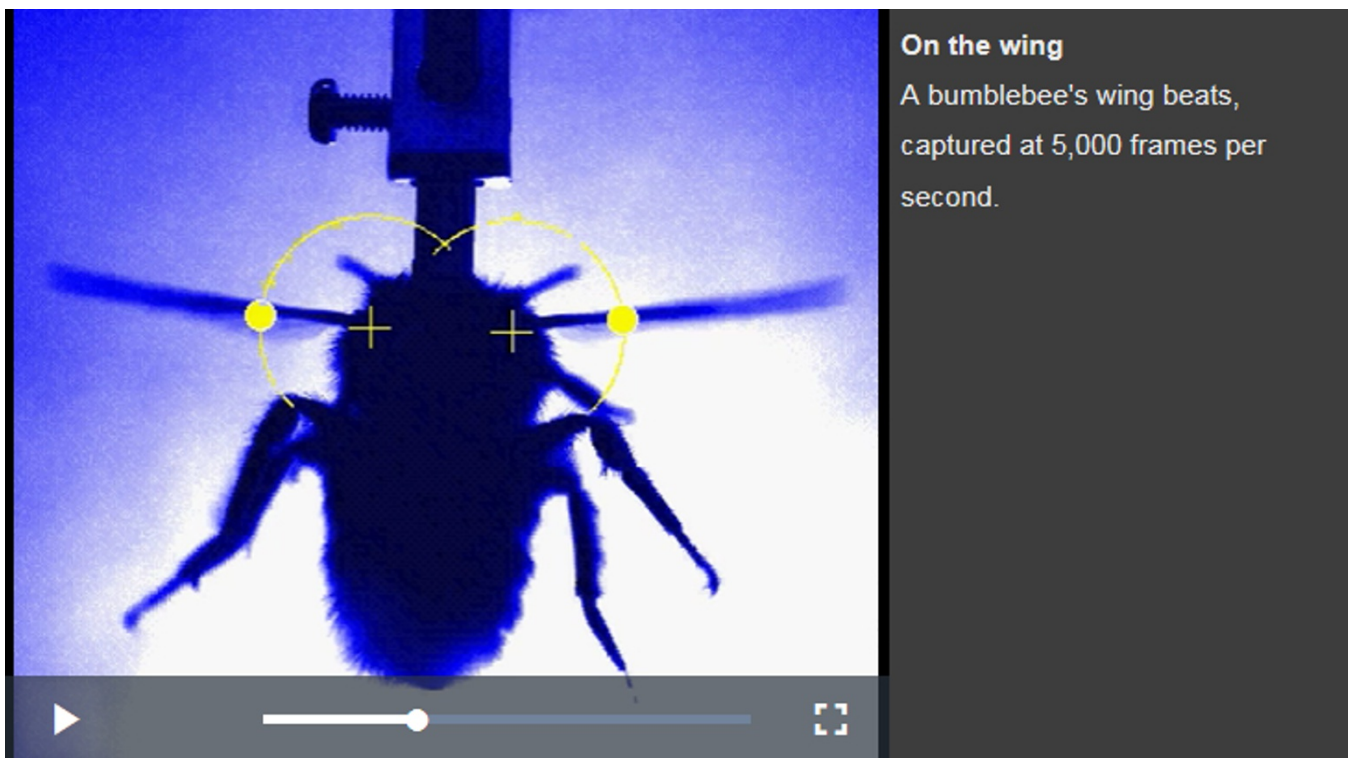 On the wing
A bumblebee's wing beats,
captured at 5,000 frames per
second.